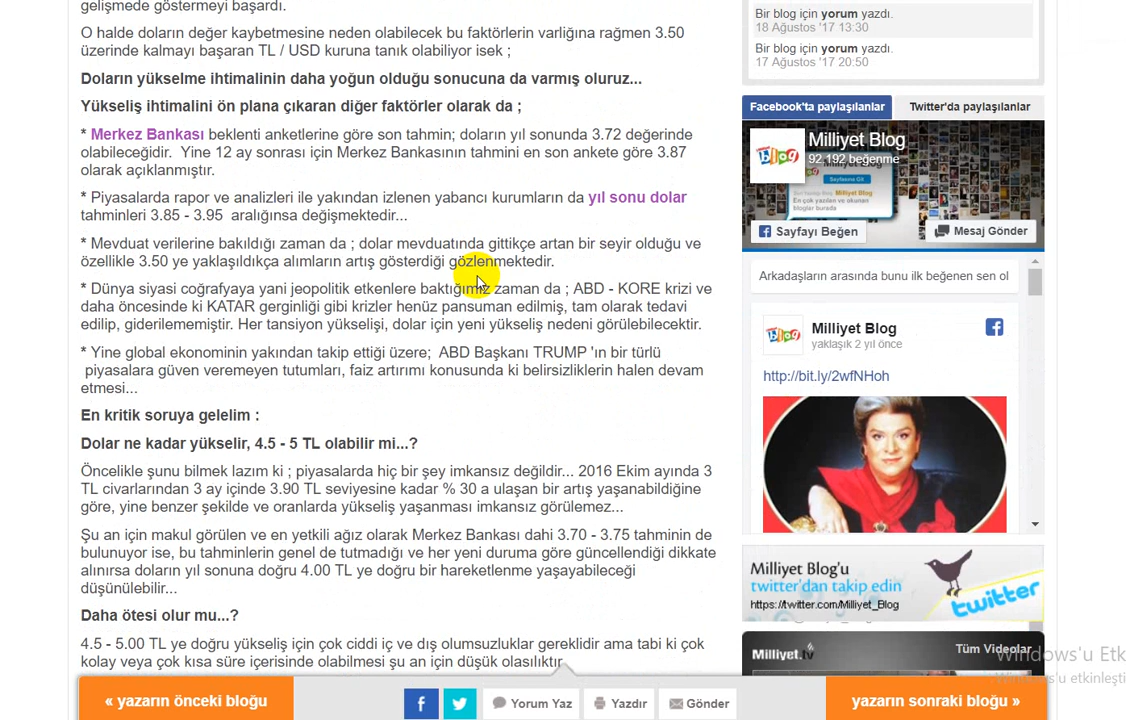 gelişmede göstermeyi başardı.
O halde doların değer kaybetmesine neden olabilecek bu faktörlerin varlığına rağmen 3.50
üzerinde kalmayı başaran TL / USD kuruna tanık olabiliyor isek ;
Doların yükselme ihtimalinin daha yoğun olduğu sonucuna da varmış oluruz...
Yükseliş ihtimalini ön plana çıkaran diğer faktörler olarak da ;
* Merkez Bankası beklenti anketlerine göre son tahmin; doların yıl sonunda 3.72 değerinde
olabileceğidir. Yine 12 ay sonrası için Merkez Bankasının tahmini en son ankete göre 3.87
olarak açıklanmıştır.
* Piyasalarda rapor ve analizleri ile yakından izlenen yabancı kurumların da yıl sonu dolar
tahminleri 3.85 - 3.95 aralığınsa değişmektedir...
* Mevduat verilerine bakıldığı zaman da ; dolar mevduatında gittikçe artan bir seyir olduğu ve
özellikle 3.50 ye yaklaşıldıkça alımların artış gösterdiği gözlenmektedir.
* Dünya siyasi coğrafyaya yani jeopolitik etkenlere baktığımız zaman da ; ABD - KORE krizi ve
daha öncesinde ki KATAR gerginliği gibi krizler henüz pansuman edilmiş, tam olarak tedavi
edilip, giderilememiştir. Her tansiyon yükselişi, dolar için yeni yükseliş nedeni görülebilecektir.
* Yine global ekonominin yakından takip ettiği üzere; ABD Başkanı TRUMP 'ın bir türlü
piyasalara güven veremeyen tutumları, faiz artırımı konusunda ki belirsizliklerin halen devam
etmesi...
En kritik soruya gelelim :
Dolar ne kadar yükselir, 4.5 - 5 TL olabilir mi...?
Öncelikle şunu bilmek lazım ki ; piyasalarda hiç bir şey imkansız değildir... 2016 Ekim ayında 3
TL civarlarından 3 ay içinde 3.90 TL seviyesine kadar % 30 a ulaşan bir artış yaşanabildiğine
göre, yine benzer şekilde ve oranlarda yükseliş yaşanması imkansız görülemez...
Şu an için makul görülen ve en yetkili ağız olarak Merkez Bankası dahi 3.70 - 3.75 tahminin de
bulunuyor ise, bu tahminlerin genel de tutmadığı ve her yeni duruma göre güncellendiği dikkate
alınırsa doların yıl sonuna doğru 4.00 TL ye doğru bir hareketlenme yaşayabileceği
düşünülebilir...
Daha ötesi olur mu...?
4.5 - 5.00 TL ye doğru yükseliş için çok ciddi iç ve dış olumsuzluklar gereklidir ama tabi ki çok
kolay veya çok kısa süre içerisinde olabilmesi şu an için düşük olasılıktır
« yazarın önceki bloğu
Yorum Yaz
Yazdır
Gönder
yazarın sonraki bloğu »
Bir blog için yorum yazdı.
18 Ağustos '17 13:30
Bir blog için yorum yazdı.
17 Ağustos '17 20:50
Facebook'ta paylaşılanlar
Twitter'da paylaşılanlar
blog
Milliyet Blog
92.192 beğenme
Sayfayı Beğen
Mesaj Gönder
Arkadaşların arasında bunu ilk beğenen sen ol
blog
Milliyet Blog
yaklaşık 2 yıl önce
http://bit.ly/2wfNHoh
Milliyet Blog'u
twitter'dan takip edin
https://twitter.com/Milliyet_Blog
twitter
Milliyet.tv
Tüm Videolar
Windows'u Etk
Windows'u etkinleşti